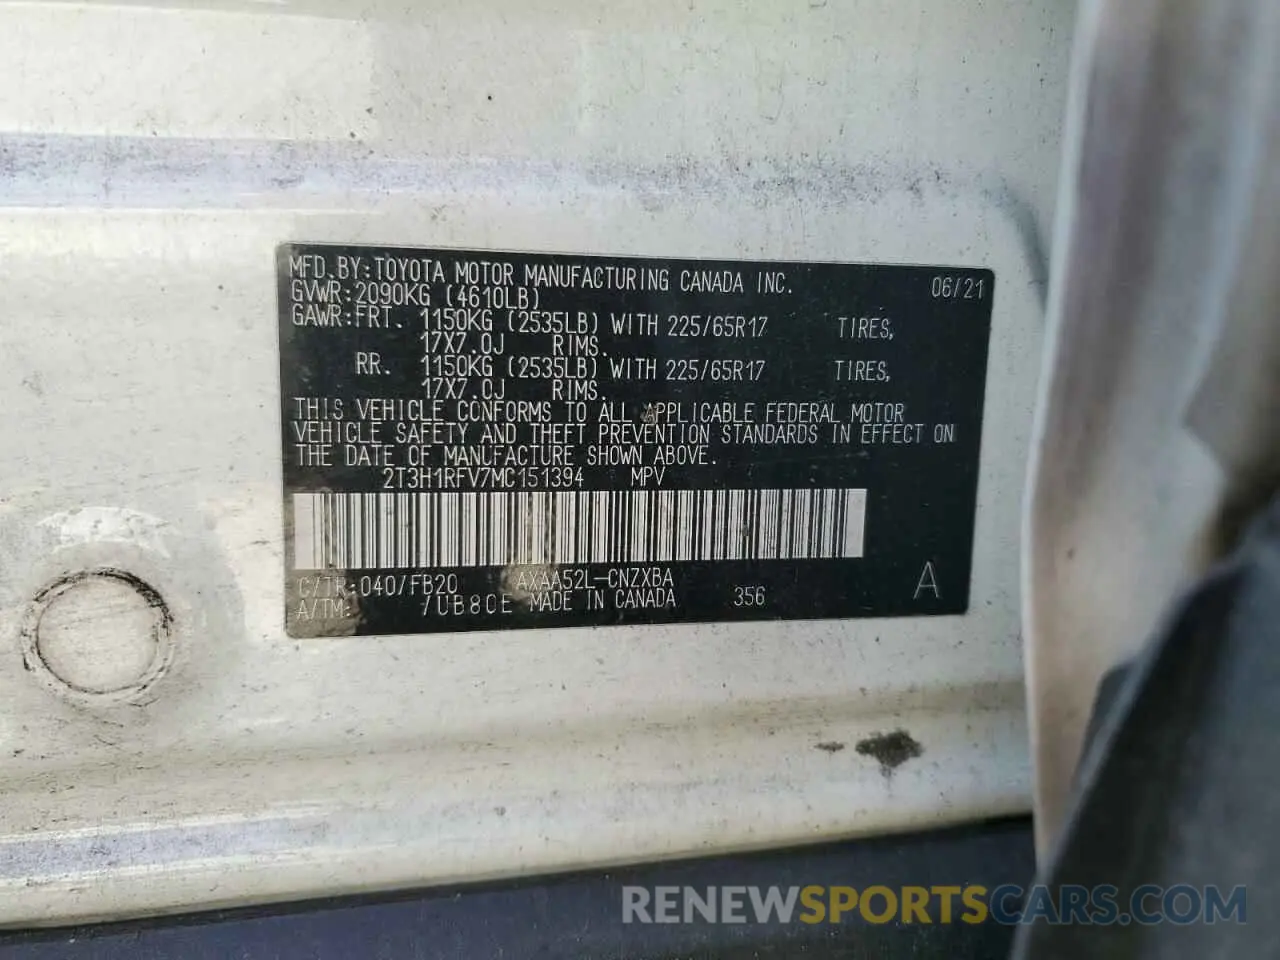 MFD.BY:TOYOTA MOTOR MANUFACTURING CANADA INC. 06/21
GVWR:2090KG (4610LB)
GAWR:FRT. 1150KG (2535LB) WITH 225/65R17 TIRES,
17X7.0J RIMS.
RR. 1150KG (2535LB) WITH 225/65R17 TIRES,
17X7.0J RIMS.
THIS VEHICLE CONFORMS TO ALL APPLICABLE FEDERAL MOTOR
VEHICLE SAFETY AND THEFT PREVENTION STANDARDS IN EFFECT ON
THE DATE OF MANUFACTURE SHOWN ABOVE.
2T3H1RFV7MC151394 MPV
C/TR:040/FB20 AXAA52L-CNZXBA
A/TM: /UB80E MADE IN CANADA 356 A
RENEWSPORTSCARS.COM